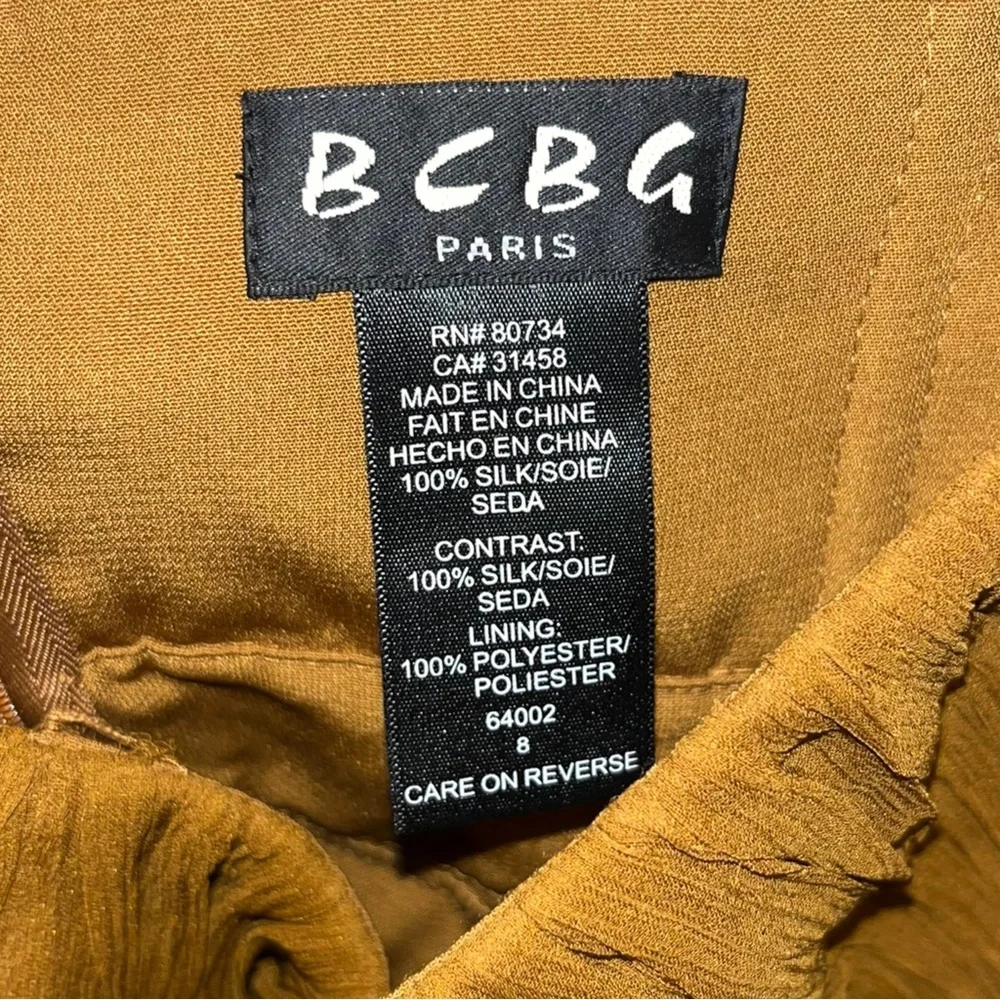 BCBG
PARIS
RN# 80734
CA# 31458
MADE IN CHINA
FAIT EN CHINE
HECHO EN CHINA
100% SILK/SOIE/
SEDA
CONTRAST:
100% SILK/SOIE/
SEDA
LINING:
100% POLYESTER/
POLIESTER
64002
8
CARE ON REVERSE